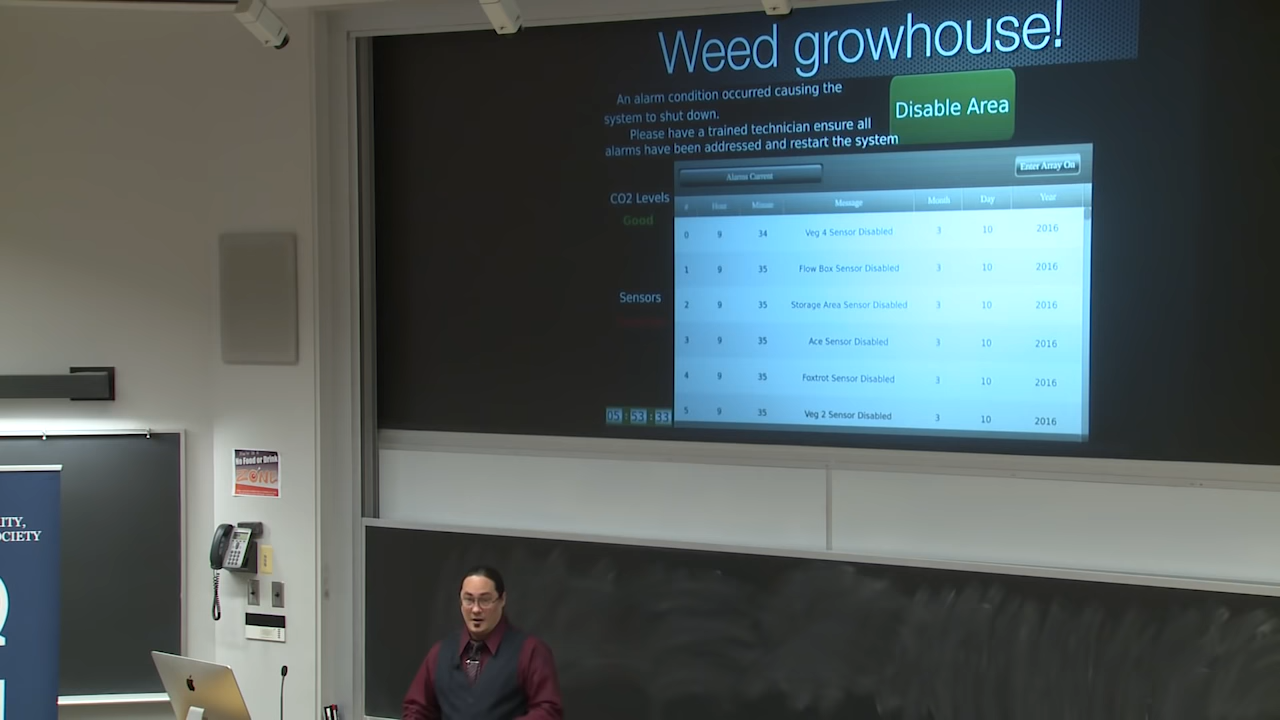 Weed growhouse!
An alarm condition occurred causing the
system to shut down.
Please have a trained technician ensure all
alarms have been addressed and restart the system
Disable Area
Alarms Current
Enter Array On
CO2 Levels
Good
Sensors
# Hour Minute Message Month Day Year
0 9 34 Veg 4 Sensor Disabled 3 10 2016
1 9 35 Flow Box Sensor Disabled 3 10 2016
2 9 35 Storage Area Sensor Disabled 3 10 2016
3 9 35 Ace Sensor Disabled 3 10 2016
4 9 35 Foxtrot Sensor Disabled 3 10 2016
5 9 35 Veg 2 Sensor Disabled 3 10 2016
05:53:33
No Food or Drink
ZONE
ITY,
OCIETY